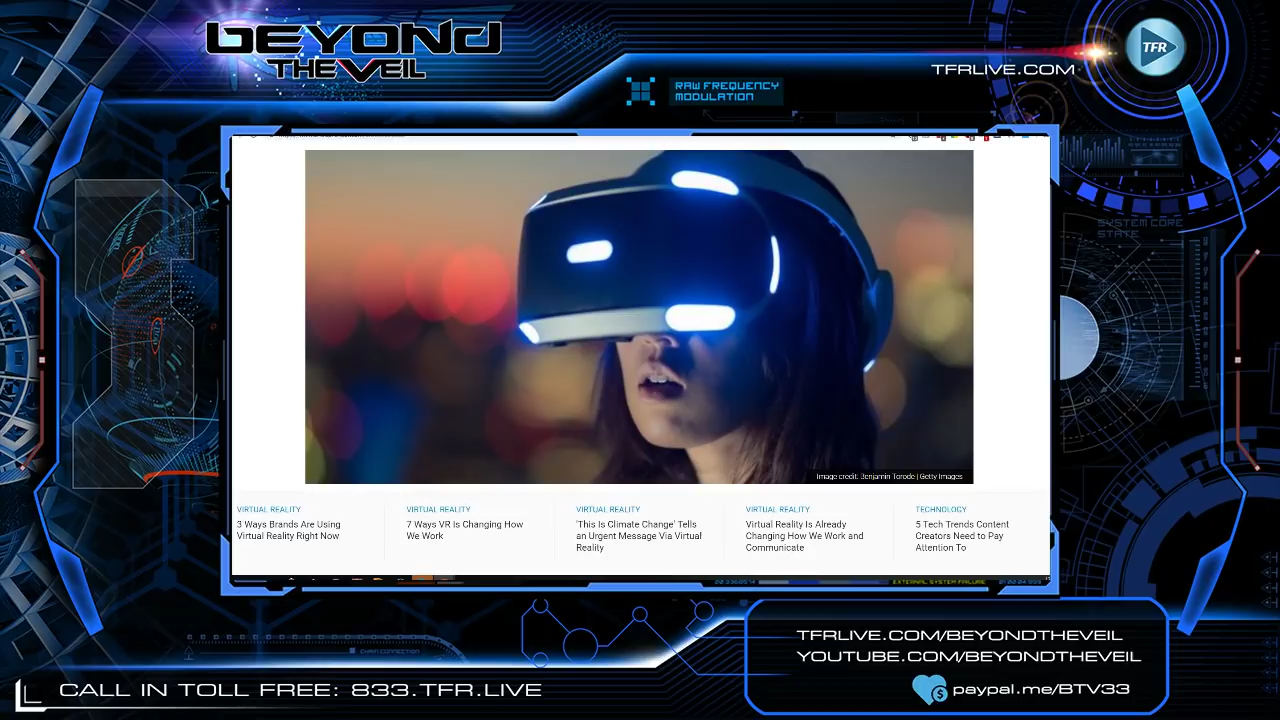 BEYOND
THE VEIL
TFR
TFRLIVE.COM
RAW FREQUENCY
MODULATION
SYSTEM CORE
STATE
Image credit: Benjamin Torode | Getty Images
VIRTUAL REALITY
3 Ways Brands Are Using
Virtual Reality Right Now
VIRTUAL REALITY
7 Ways VR Is Changing How
We Work
VIRTUAL REALITY
'This Is Climate Change' Tells
an Urgent Message Via Virtual
Reality
VIRTUAL REALITY
Virtual Reality Is Already
Changing How We Work and
Communicate
TECHNOLOGY
5 Tech Trends Content
Creators Need to Pay
Attention To
EXTERNAL SYSTEM FAILURE
CHAIN CONNECTION
TFRLIVE.COM/BEYONDTHEVEIL
YOUTUBE.COM/BEYONDTHEVEIL
paypal.me/BTV33
CALL IN TOLL FREE: 833.TFR.LIVE